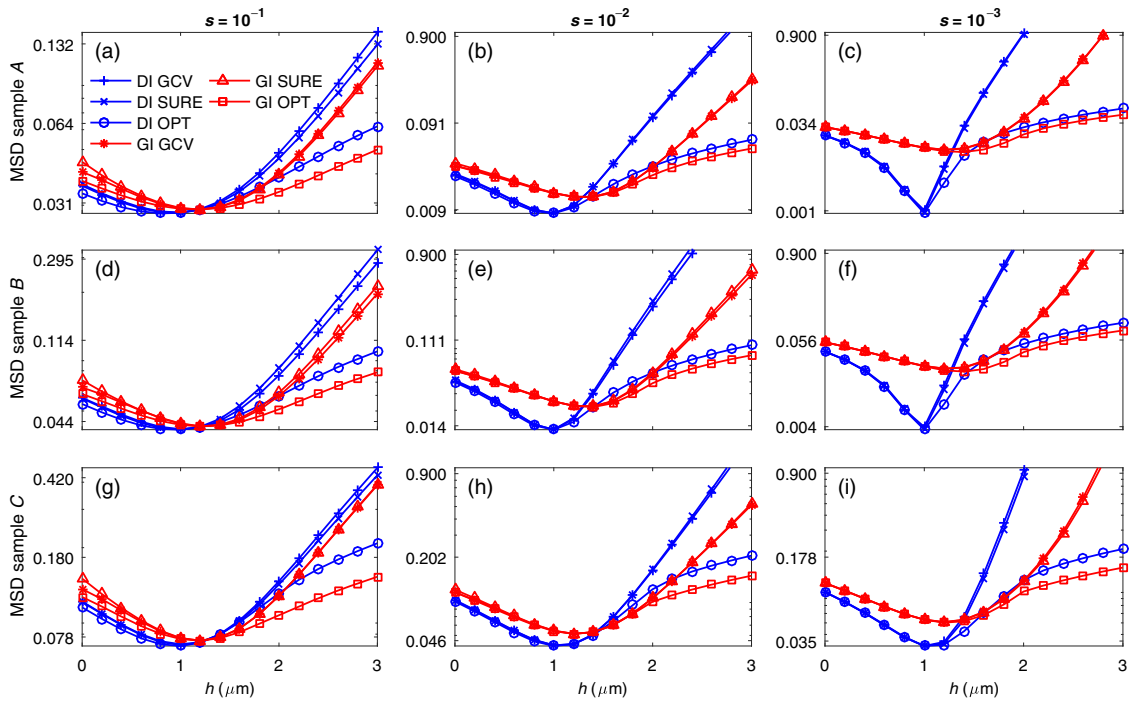 s = 10⁻¹ s = 10⁻² s = 10⁻³
MSD sample A
0.132
0.064
0.031
(a)
DI GCV
DI SURE
DI OPT
GI GCV
GI SURE
GI OPT
0.900
0.091
0.009
(b)
0.900
0.034
0.001
(c)
MSD sample B
0.295
0.114
0.044
(d)
0.900
0.111
0.014
(e)
0.900
0.056
0.004
(f)
MSD sample C
0.420
0.180
0.078
(g)
0.900
0.202
0.046
(h)
0.900
0.178
0.035
(i)
0 1 2 3 0 1 2 3 0 1 2 3
h (μm) h (μm) h (μm)